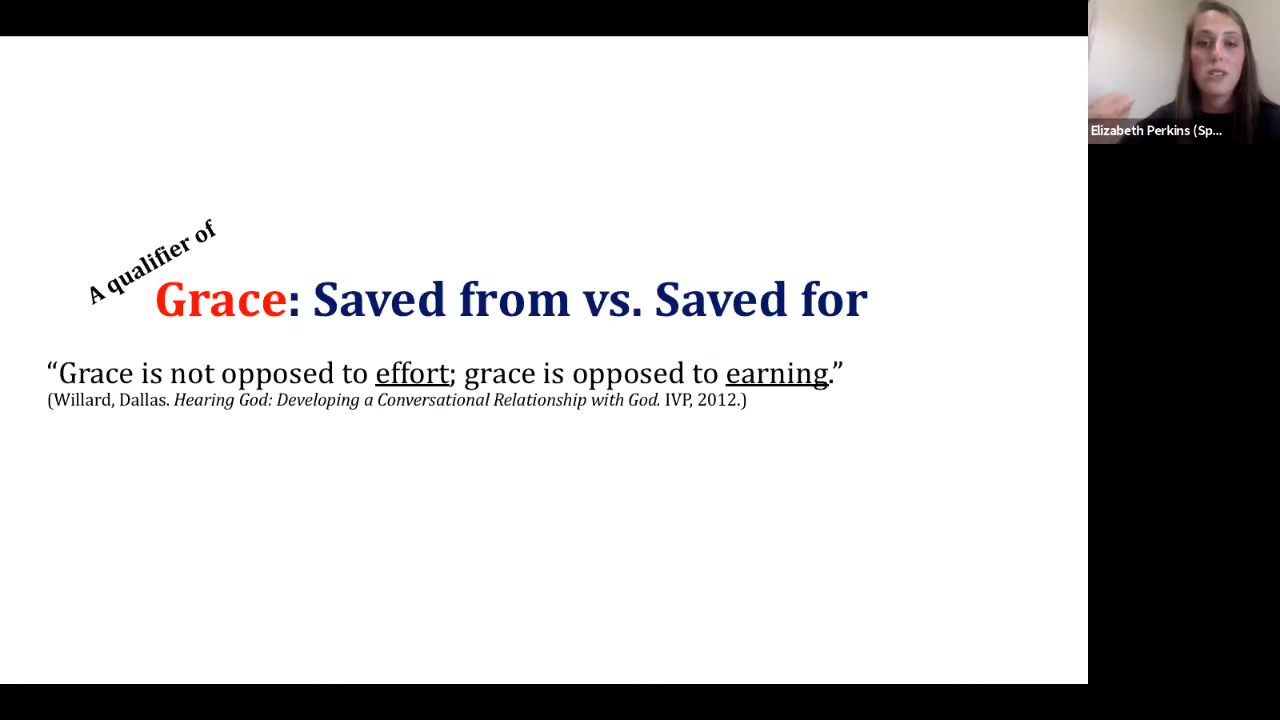 A qualifier of
Grace: Saved from vs. Saved for
“Grace is not opposed to effort; grace is opposed to earning.”
(Willard, Dallas. Hearing God: Developing a Conversational Relationship with God. IVP, 2012.)
Elizabeth Perkins (Sp...